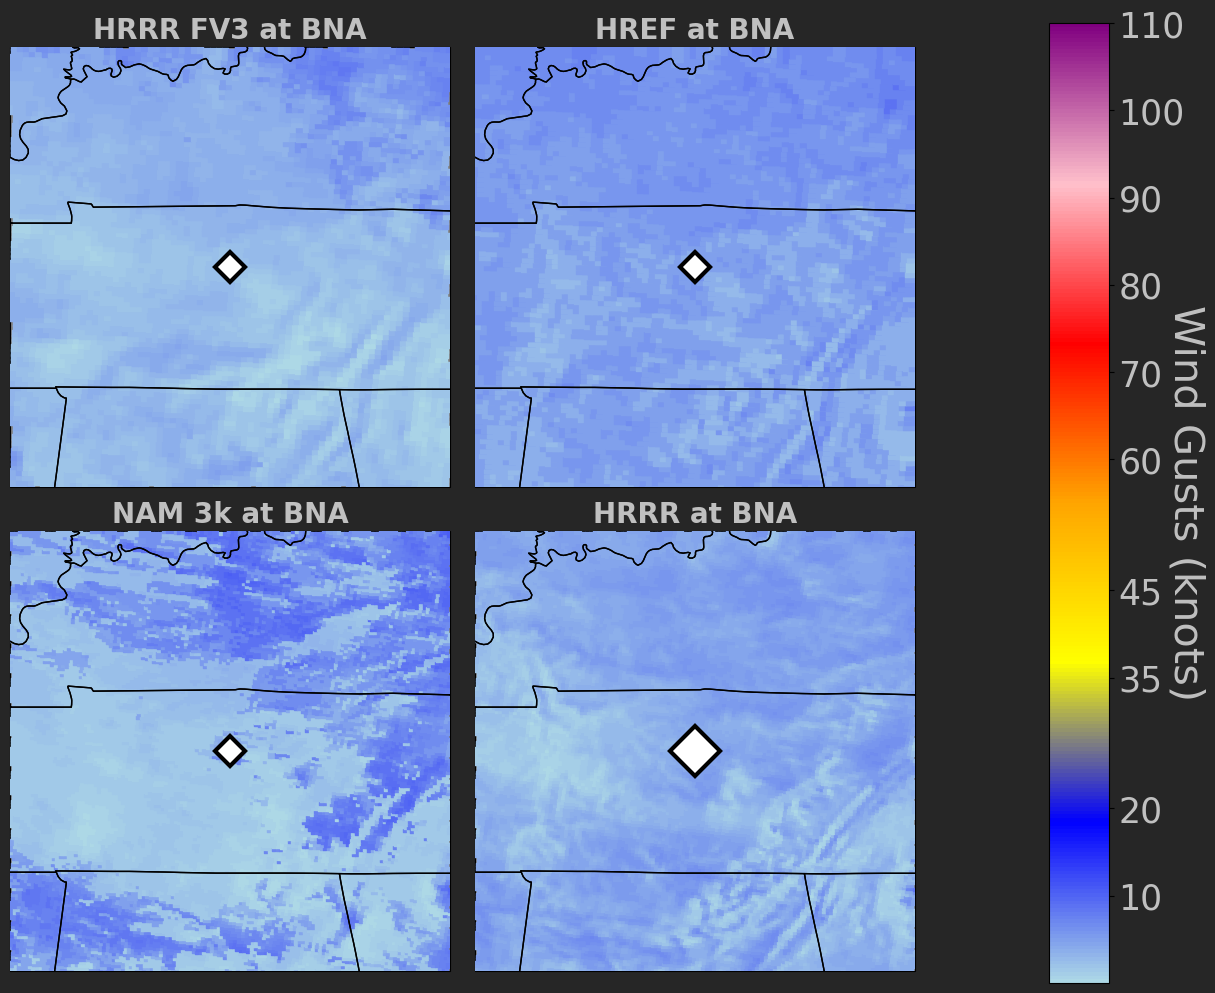 HRRR FV3 at BNA
HREF at BNA
NAM 3k at BNA
HRRR at BNA
110
100
90
80
70
60
45
35
20
10
Wind Gusts (knots)